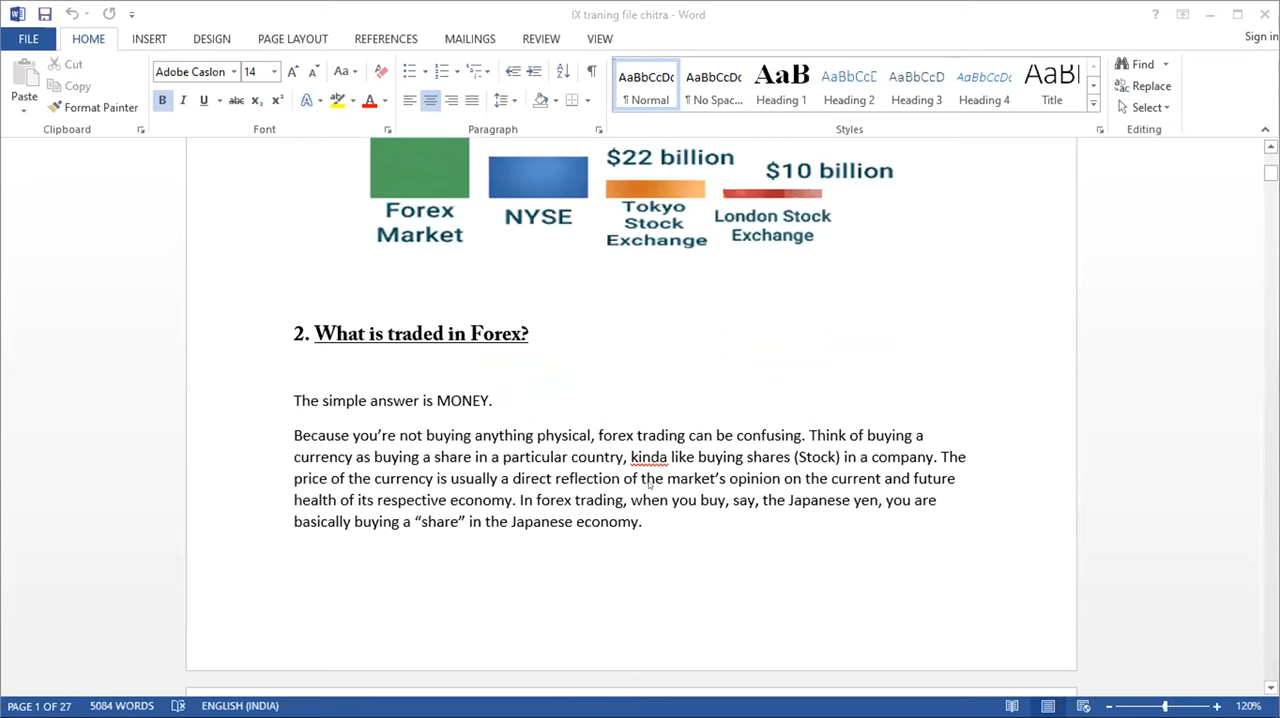 IX traning file chitra - Word
?
Sign in
FILE HOME INSERT DESIGN PAGE LAYOUT REFERENCES MAILINGS REVIEW VIEW
Paste
Cut
Copy
Format Painter
Clipboard
Adobe Caslon 14 A A Aa
B I U abc X₂ X² A A
Font
Paragraph
AaBbCcDc AaBbCcDc AaB AaBbCcD AaBbCcDc AaBbCcDc AaBl
¶ Normal ¶ No Spac... Heading 1 Heading 2 Heading 3 Heading 4 Title
Styles
Find
Replace
Select
Editing
$22 billion
$10 billion
Forex
Market
NYSE
Tokyo
Stock
Exchange
London Stock
Exchange
2. What is traded in Forex?
The simple answer is MONEY.
Because you're not buying anything physical, forex trading can be confusing. Think of buying a
currency as buying a share in a particular country, kinda like buying shares (Stock) in a company. The
price of the currency is usually a direct reflection of the market's opinion on the current and future
health of its respective economy. In forex trading, when you buy, say, the Japanese yen, you are
basically buying a “share” in the Japanese economy.
PAGE 1 OF 27 5084 WORDS ENGLISH (INDIA) 120%